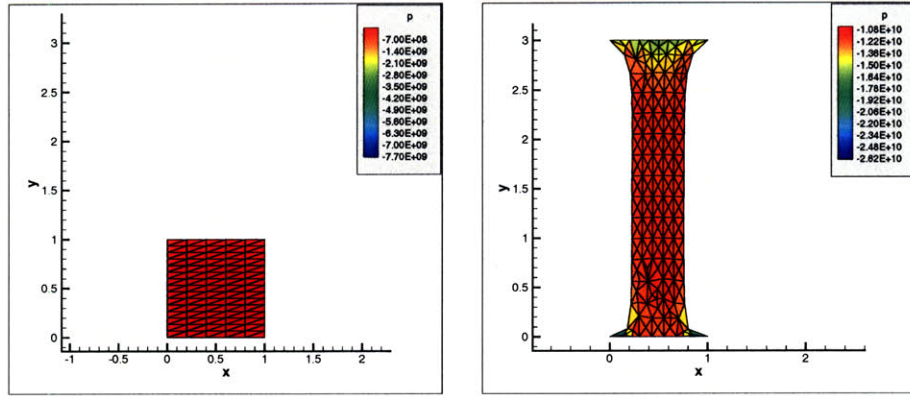 p
-7.00E+08
-1.40E+09
-2.10E+09
-2.80E+09
-3.50E+09
-4.20E+09
-4.90E+09
-5.60E+09
-6.30E+09
-7.00E+09
-7.70E+09
3
2.5
2
1.5
1
0.5
0
y
-1 -0.5 0 0.5 1 1.5 2
x
p
-1.08E+10
-1.22E+10
-1.36E+10
-1.50E+10
-1.64E+10
-1.78E+10
-1.92E+10
-2.06E+10
-2.20E+10
-2.34E+10
-2.48E+10
-2.62E+10
3
2.5
2
1.5
1
0.5
0
y
0 1 2
x